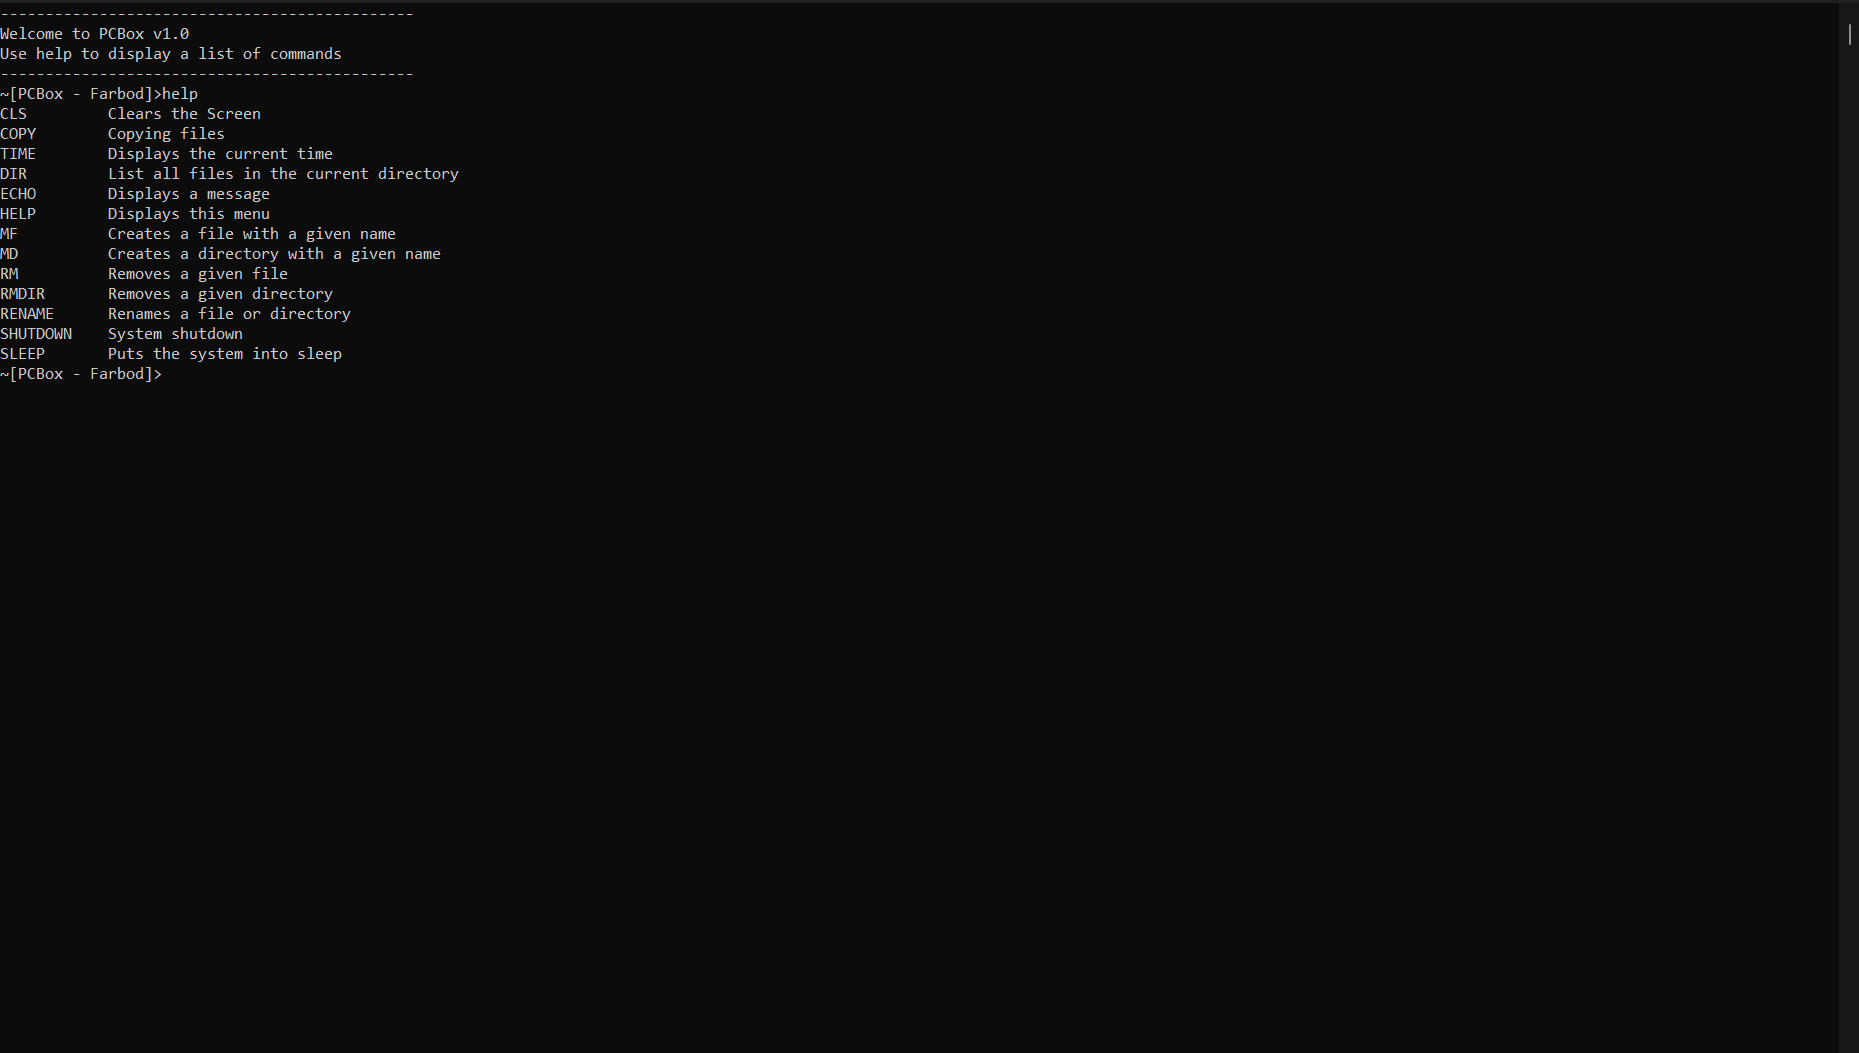 ----------------------------------------------
Welcome to PCBox v1.0
Use help to display a list of commands
----------------------------------------------
~[PCBox - Farbod]>help
CLS         Clears the Screen
COPY        Copying files
TIME        Displays the current time
DIR         List all files in the current directory
ECHO        Displays a message
HELP        Displays this menu
MF          Creates a file with a given name
MD          Creates a directory with a given name
RM          Removes a given file
RMDIR       Removes a given directory
RENAME      Renames a file or directory
SHUTDOWN    System shutdown
SLEEP       Puts the system into sleep
~[PCBox - Farbod]>